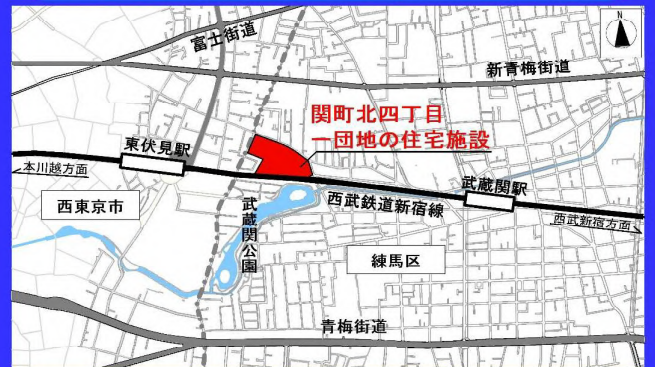 N
富士街道
新青梅街道
関町北四丁目
一団地の住宅施設
東伏見駅
本川越方面
武蔵関駅
西武鉄道新宿線
西武新宿方面
西東京市
武蔵関公園
練馬区
青梅街道